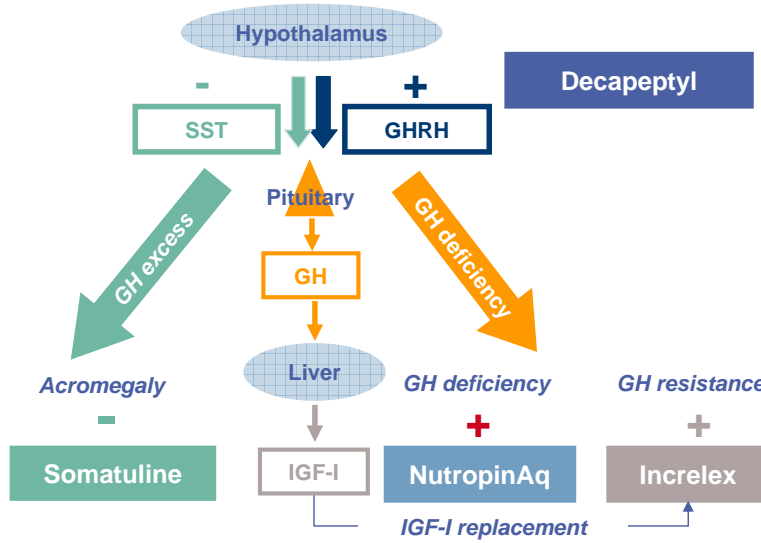 Hypothalamus
Decapeptyl
-
+
SST
GHRH
Pituitary
GH excess
GH deficiency
GH
Liver
Acromegaly
GH deficiency
GH resistance
-
+
+
Somatuline
IGF-I
NutropinAq
Increlex
IGF-I replacement